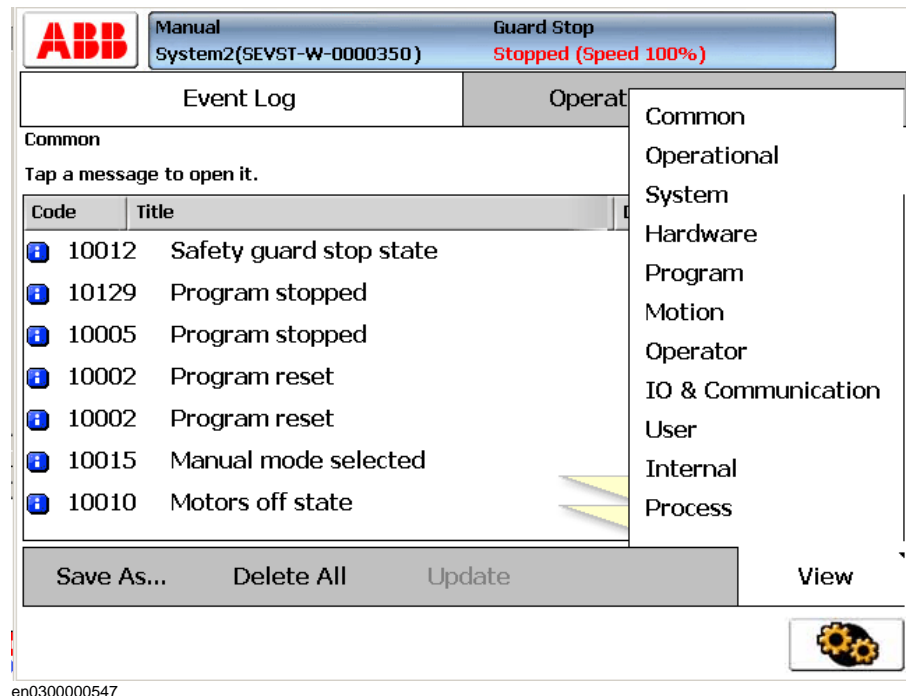 ABB
Manual
System2(SEVST-W-0000350)
Guard Stop
Stopped (Speed 100%)
Event Log
Operat
Common
Tap a message to open it.
Code Title
10012 Safety guard stop state
10129 Program stopped
10005 Program stopped
10002 Program reset
10002 Program reset
10015 Manual mode selected
10010 Motors off state
Common
Operational
System
Hardware
Program
Motion
Operator
IO & Communication
User
Internal
Process
Save As... Delete All Update View
en0300000547